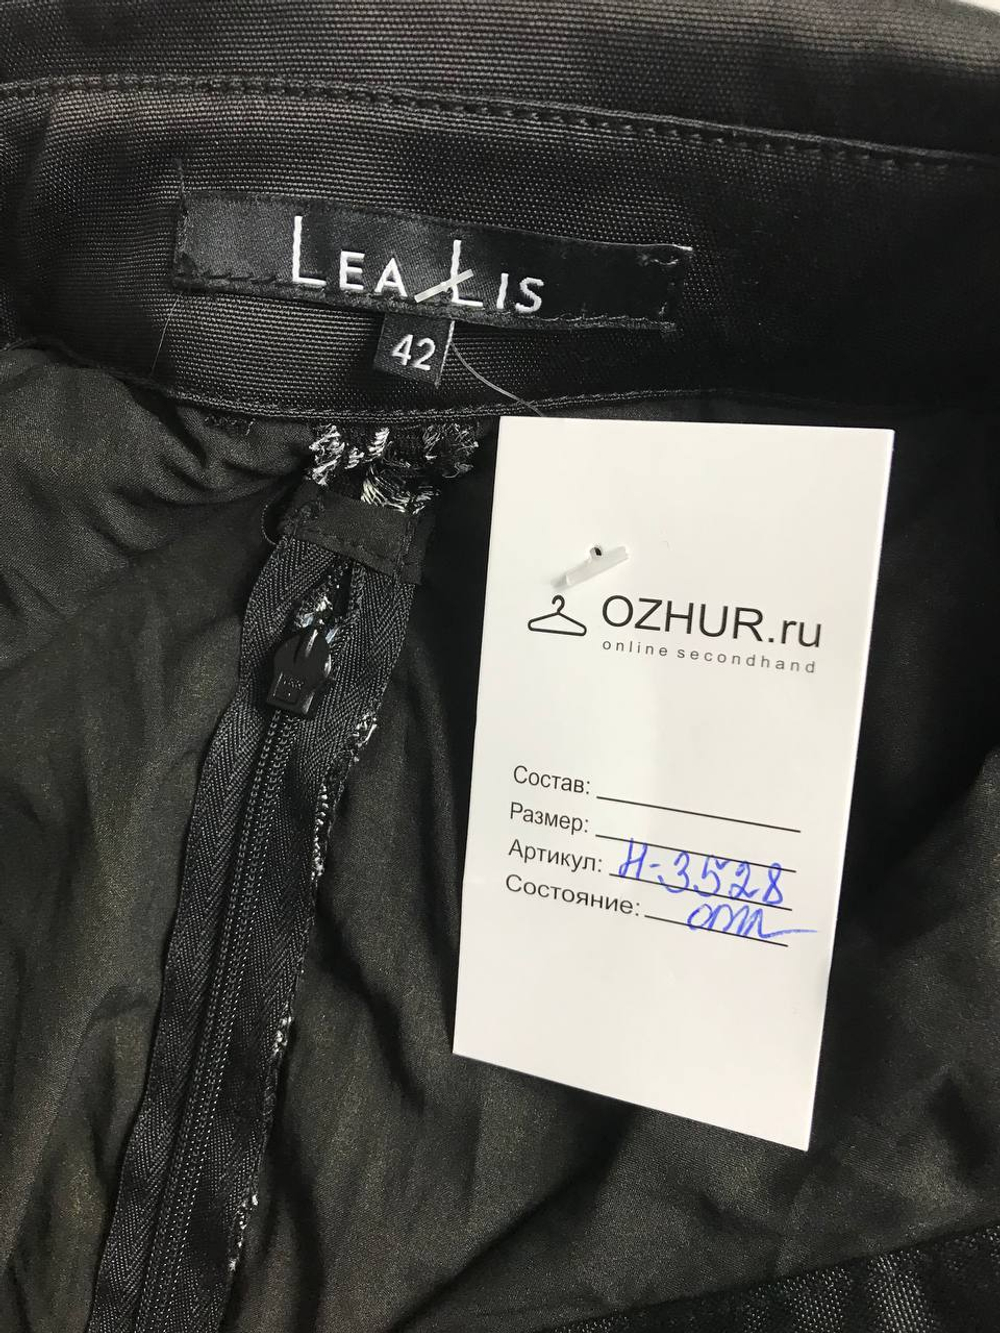 LEA LIS
42
OZHUR.ru
online secondhand
Состав:
Размер:
Артикул: Н-3528
Состояние: отл